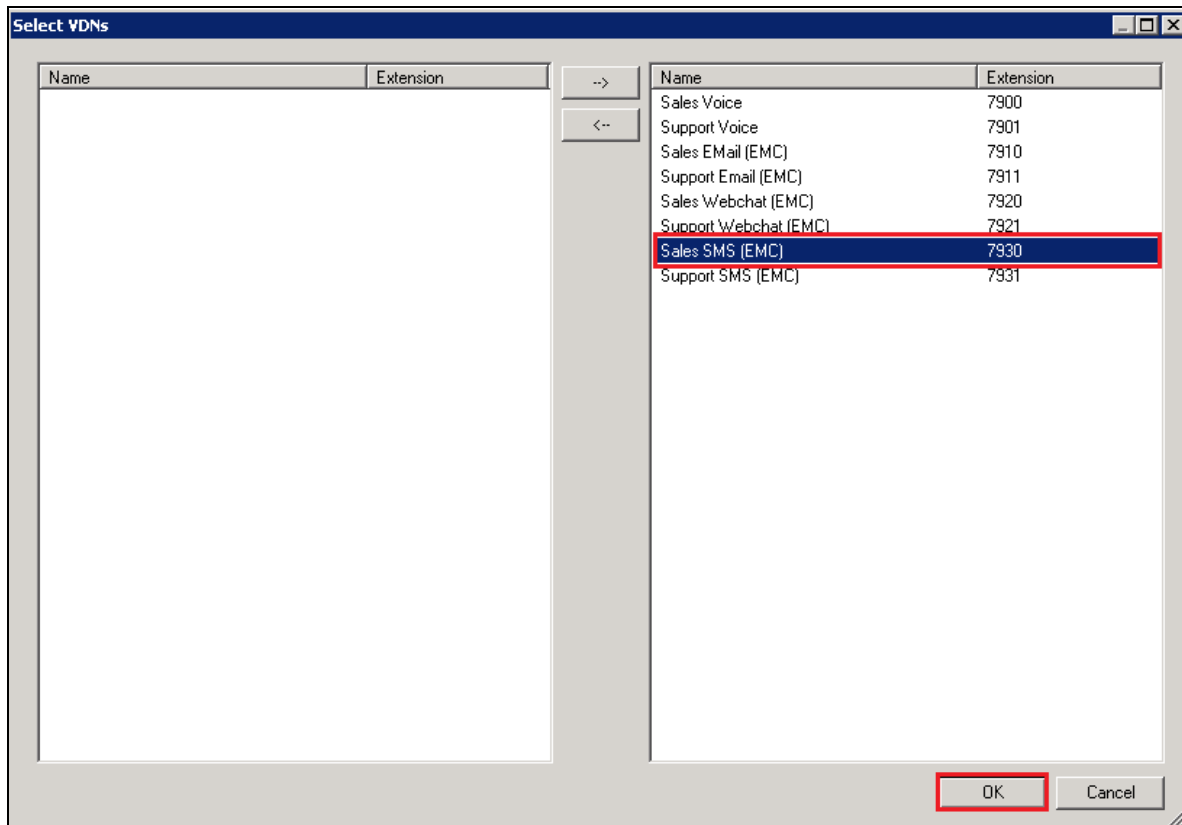 Select VDNs
Name Extension
-->
<--
Name Extension
Sales Voice 7900
Support Voice 7901
Sales EMail (EMC) 7910
Support Email (EMC) 7911
Sales Webchat (EMC) 7920
Support Webchat (EMC) 7921
Sales SMS (EMC) 7930
Support SMS (EMC) 7931
OK Cancel